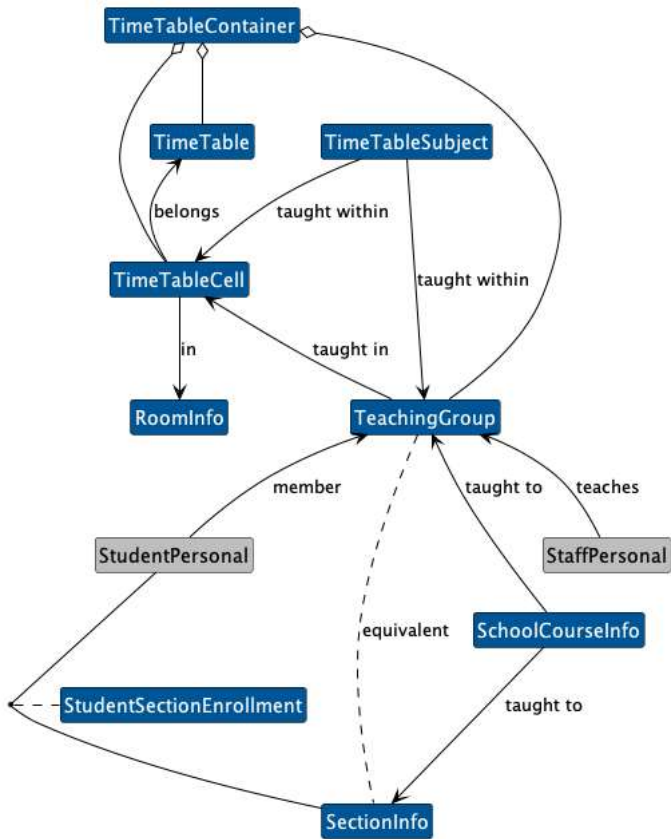 TimeTableContainer
TimeTable
TimeTableSubject
belongs
taught within
TimeTableCell
taught within
in
taught in
RoomInfo
TeachingGroup
member
taught to
teaches
StudentPersonal
StaffPersonal
equivalent
SchoolCourseInfo
StudentSectionEnrollment
taught to
SectionInfo